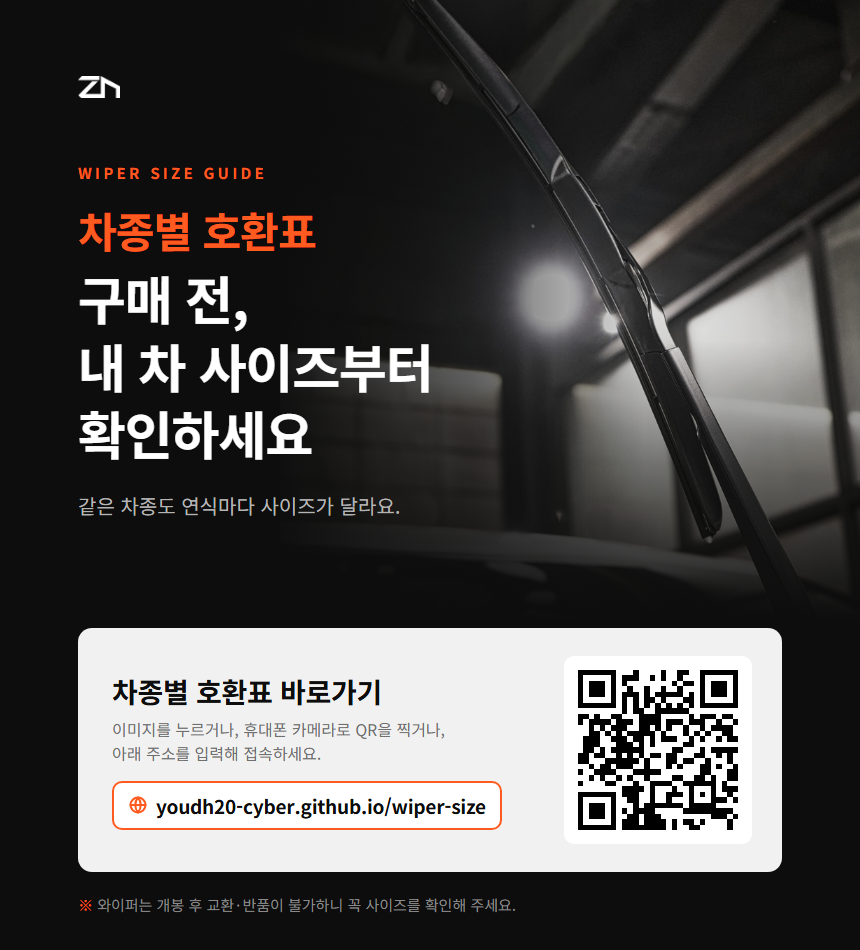 ZN
WIPER SIZE GUIDE
차종별 호환표
구매 전,
내 차 사이즈부터
확인하세요
같은 차종도 연식마다 사이즈가 달라요.
차종별 호환표 바로가기
이미지를 누르거나, 휴대폰 카메라로 QR을 찍거나,
아래 주소를 입력해 접속하세요.
youdh20-cyber.github.io/wiper-size
※ 와이퍼는 개봉 후 교환·반품이 불가하니 꼭 사이즈를 확인해 주세요.